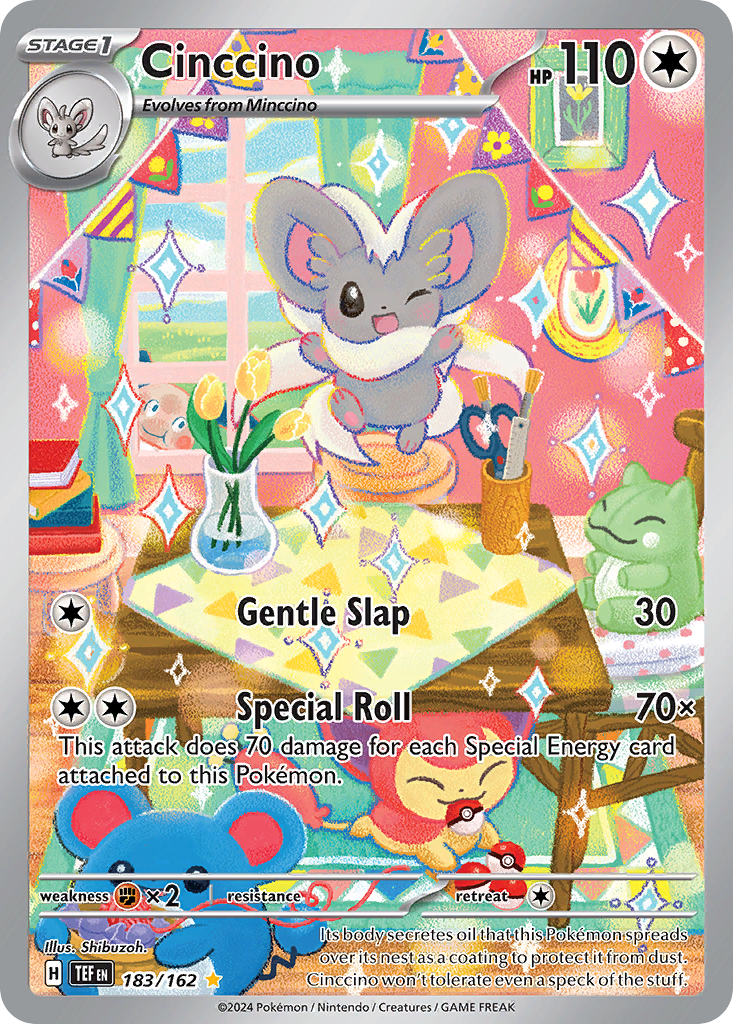 STAGE1
Cinccino
HP 110
Evolves from Minccino
Gentle Slap 30
Special Roll 70×
This attack does 70 damage for each Special Energy card
attached to this Pokémon.
weakness ×2 resistance retreat
Illus. Shibuzoh.
Its body secretes oil that this Pokémon spreads
over its nest as a coating to protect it from dust.
Cinccino won't tolerate even a speck of the stuff.
H TEF EN 183/162
©2024 Pokémon / Nintendo / Creatures / GAME FREAK